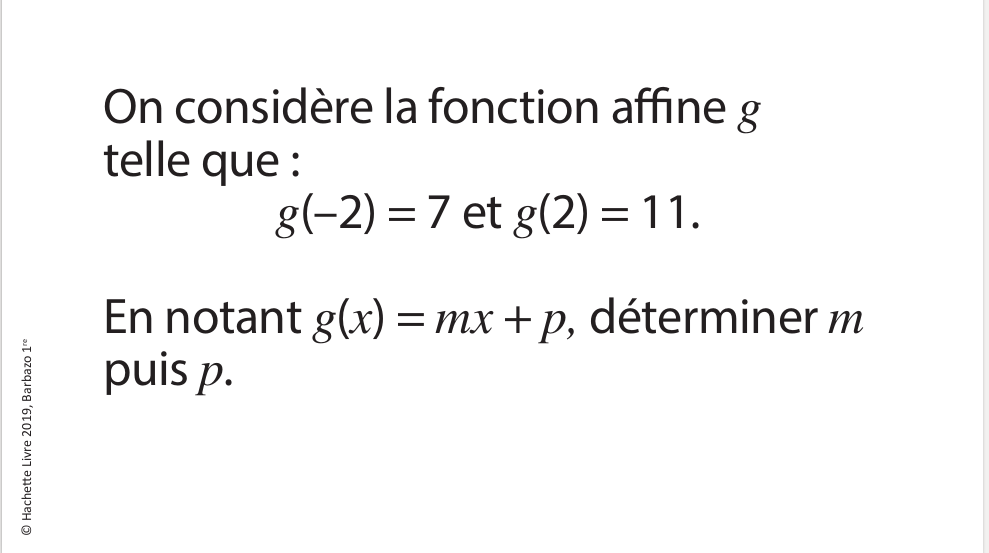 On considère la fonction affine g
telle que :
g(–2) = 7 et g(2) = 11.
En notant g(x) = mx + p, déterminer m
puis p.
© Hachette Livre 2019, Barbazo 1re